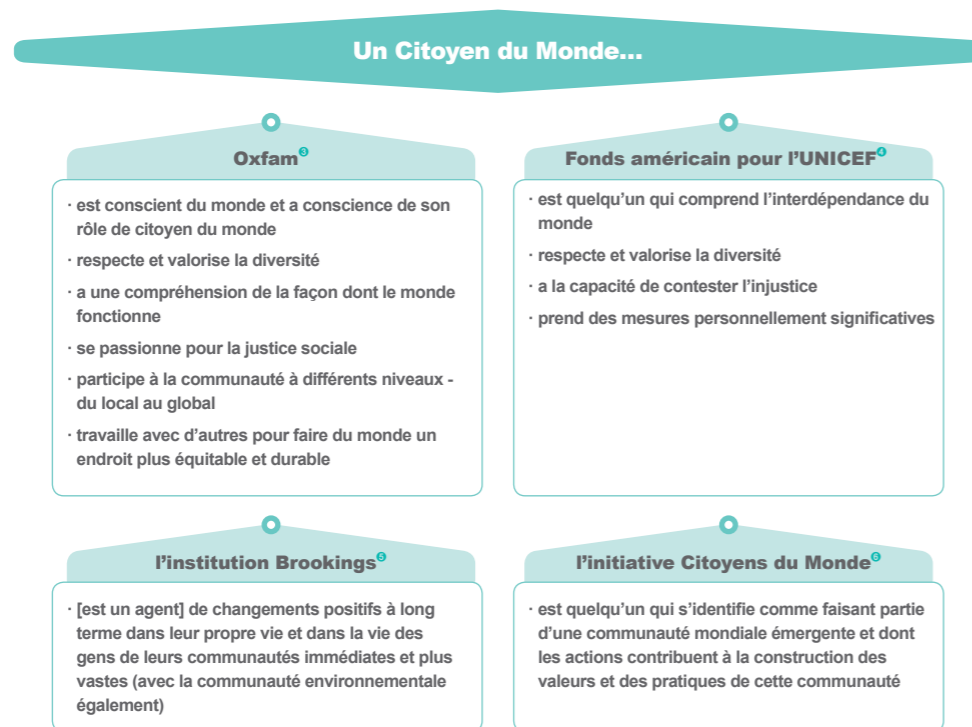 Un Citoyen du Monde...
Oxfam❸
· est conscient du monde et a conscience de son
rôle de citoyen du monde
· respecte et valorise la diversité
· a une compréhension de la façon dont le monde
fonctionne
· se passionne pour la justice sociale
· participe à la communauté à différents niveaux -
du local au global
· travaille avec d'autres pour faire du monde un
endroit plus équitable et durable
Fonds américain pour l'UNICEF❹
· est quelqu'un qui comprend l'interdépendance du
monde
· respecte et valorise la diversité
· a la capacité de contester l'injustice
· prend des mesures personnellement significatives
l'institution Brookings❺
· [est un agent] de changements positifs à long
terme dans leur propre vie et dans la vie des
gens de leurs communautés immédiates et plus
vastes (avec la communauté environnementale
également)
l'initiative Citoyens du Monde❻
· est quelqu'un qui s'identifie comme faisant partie
d'une communauté mondiale émergente et dont
les actions contribuent à la construction des
valeurs et des pratiques de cette communauté